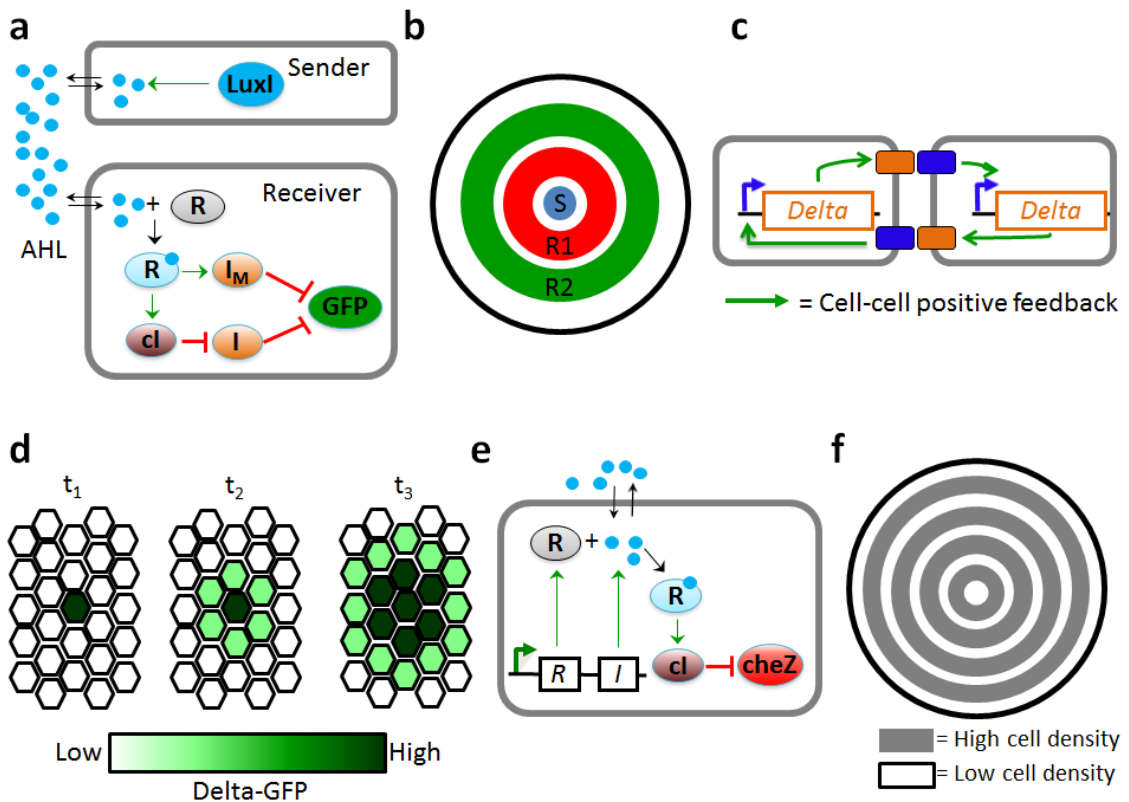 a
Sender
LuxI
Receiver
+
R
AHL
R
I_M
GFP
cI
I
b
S
R1
R2
c
Delta
Delta
= Cell-cell positive feedback
d
t₁
t₂
t₃
Low
High
Delta-GFP
e
R
+
R
R
I
cI
cheZ
f
= High cell density
= Low cell density